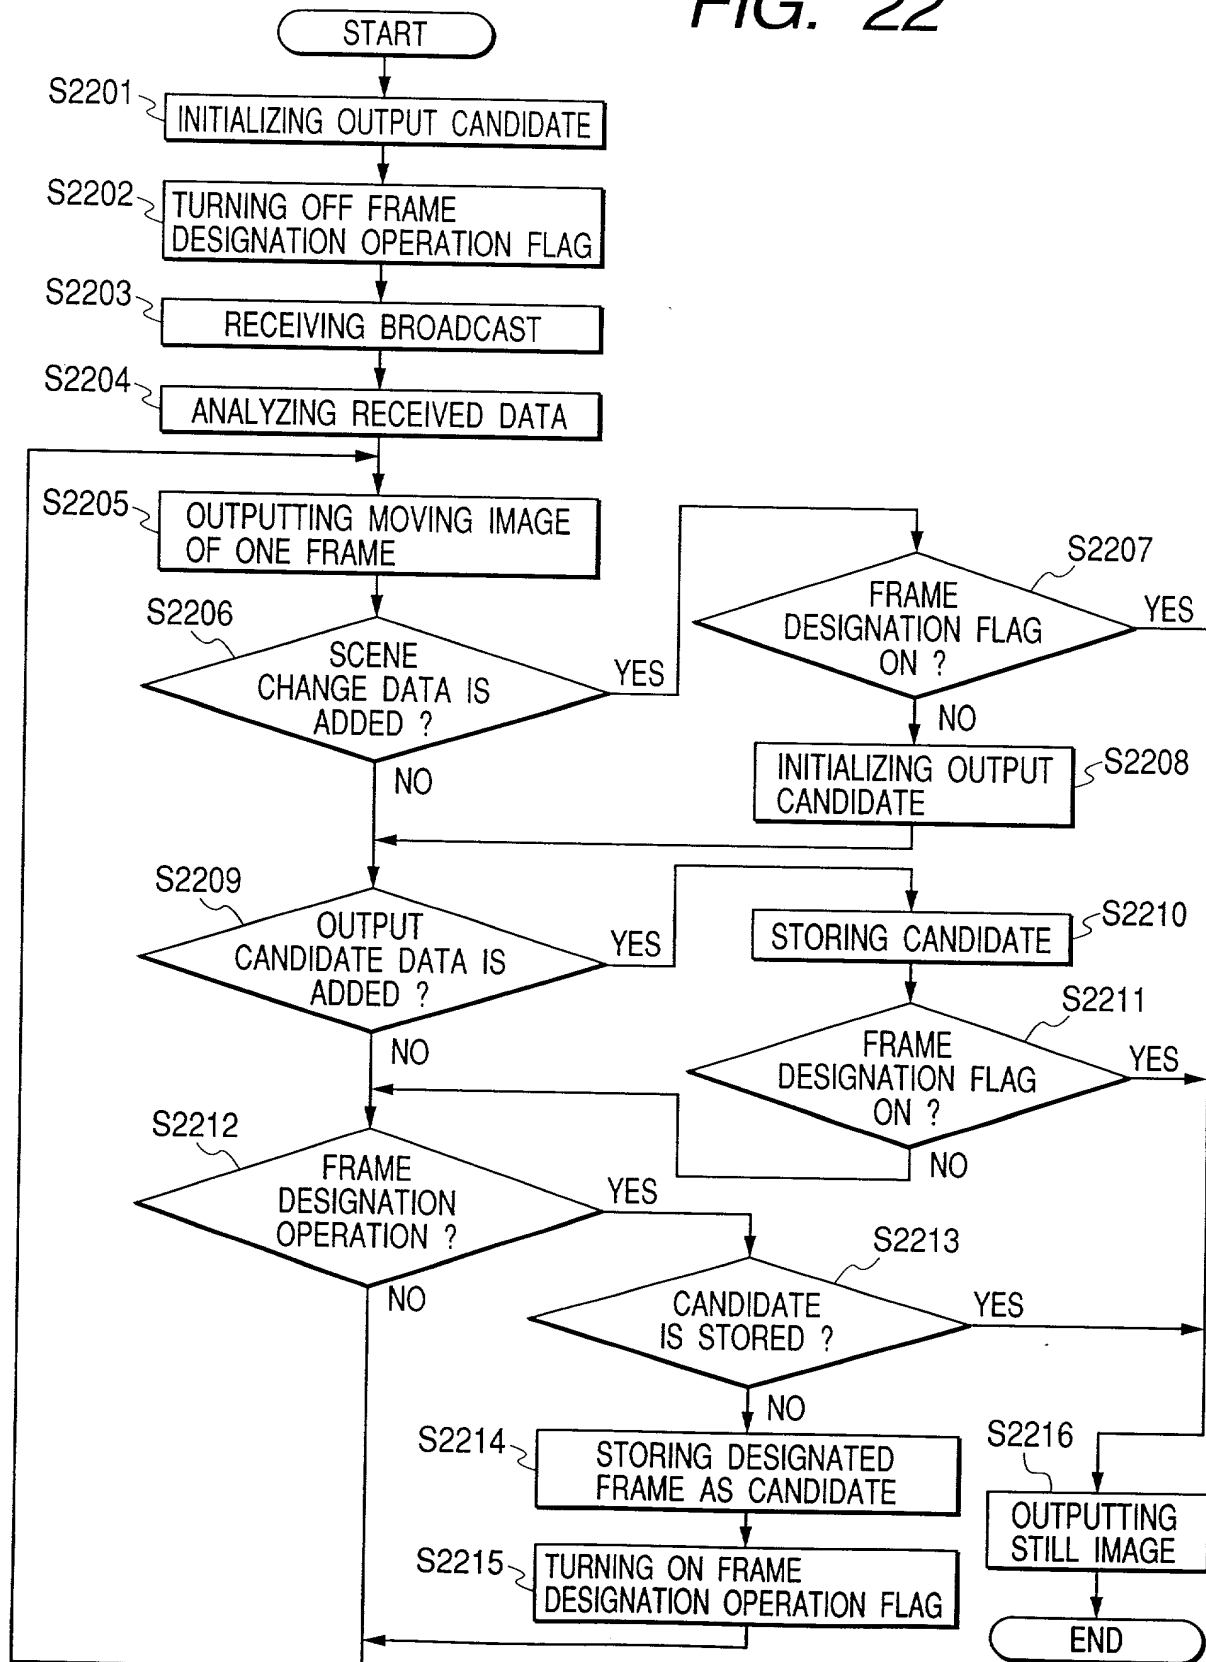 FIG. 22
START
S2201
INITIALIZING OUTPUT CANDIDATE
S2202
TURNING OFF FRAME
DESIGNATION OPERATION FLAG
S2203
RECEIVING BROADCAST
S2204
ANALYZING RECEIVED DATA
S2205
OUTPUTTING MOVING IMAGE
OF ONE FRAME
S2206
SCENE
CHANGE DATA IS
ADDED ?
YES
NO
S2207
FRAME
DESIGNATION FLAG
ON ?
YES
NO
S2208
INITIALIZING OUTPUT
CANDIDATE
S2209
OUTPUT
CANDIDATE DATA IS
ADDED ?
YES
NO
S2210
STORING CANDIDATE
S2211
FRAME
DESIGNATION FLAG
ON ?
YES
NO
S2212
FRAME
DESIGNATION
OPERATION ?
YES
NO
S2213
CANDIDATE
IS STORED ?
YES
NO
S2214
STORING DESIGNATED
FRAME AS CANDIDATE
S2215
TURNING ON FRAME
DESIGNATION OPERATION FLAG
S2216
OUTPUTTING
STILL IMAGE
END